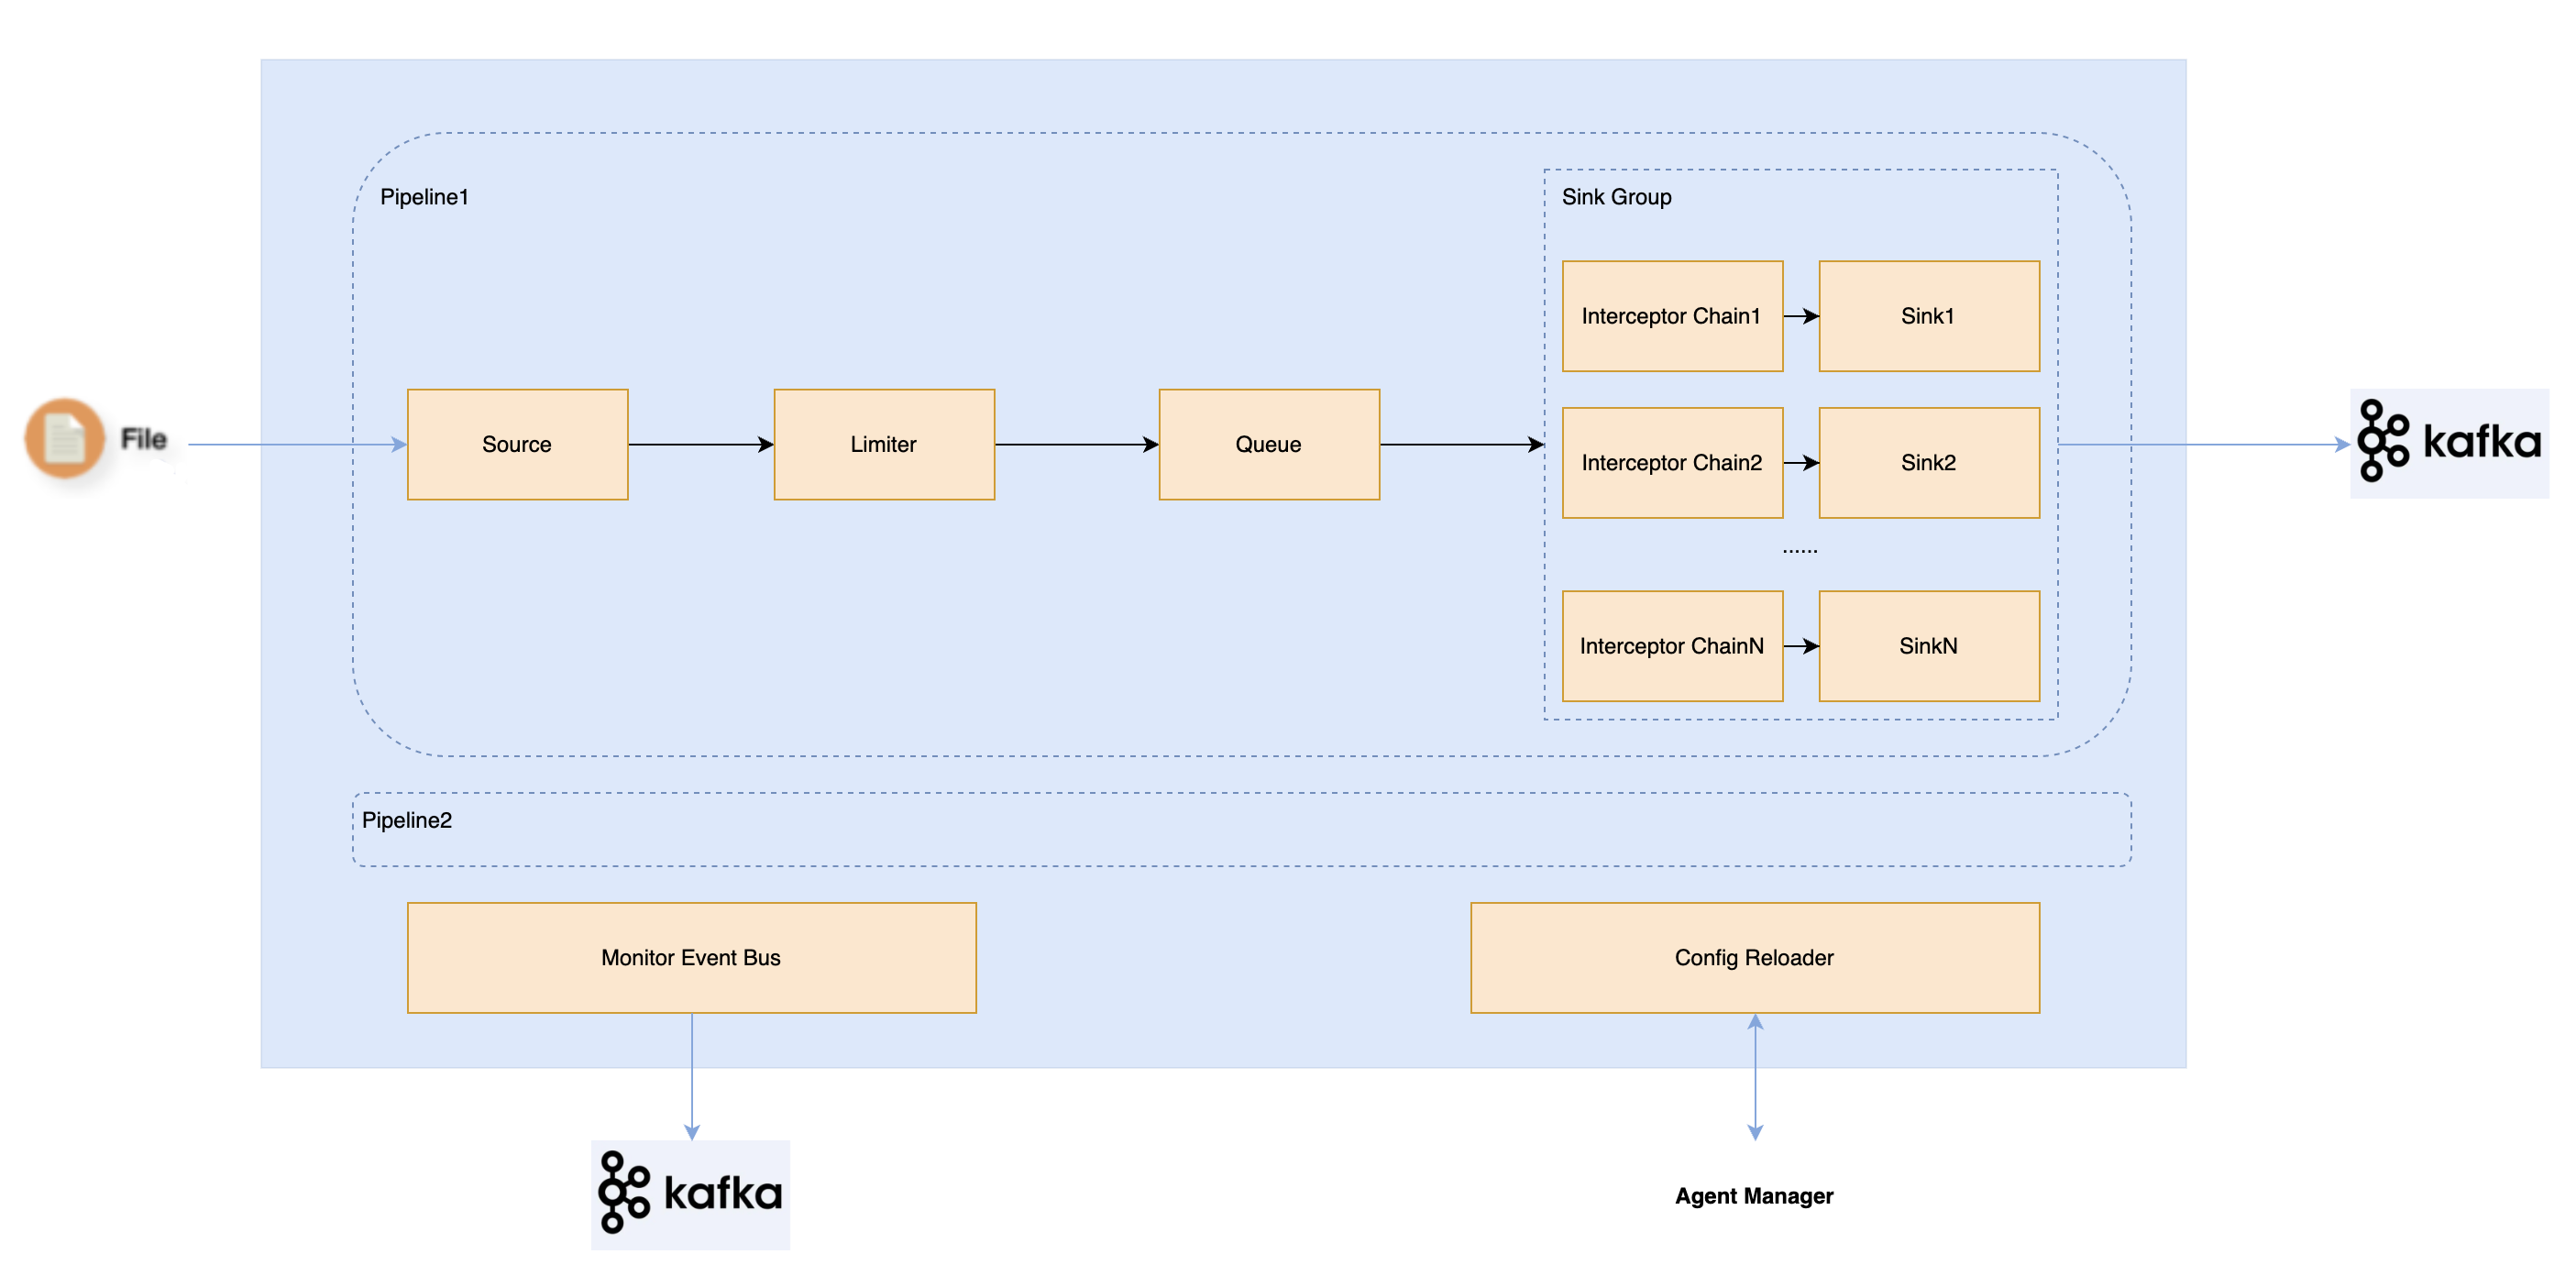 Pipeline1
Sink Group
Interceptor Chain1
Sink1
File
Source
Limiter
Queue
Interceptor Chain2
Sink2
kafka
......
Interceptor ChainN
SinkN
Pipeline2
Monitor Event Bus
Config Reloader
kafka
Agent Manager